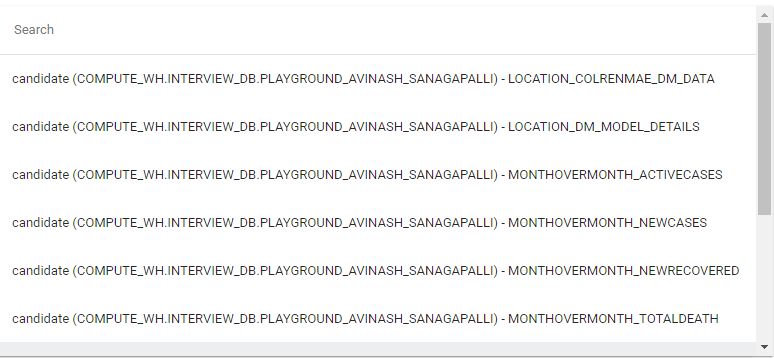 Search
candidate (COMPUTE_WH.INTERVIEW_DB.PLAYGROUND_AVINASH_SANAGAPALLI) - LOCATION_COLRENMAE_DM_DATA
candidate (COMPUTE_WH.INTERVIEW_DB.PLAYGROUND_AVINASH_SANAGAPALLI) - LOCATION_DM_MODEL_DETAILS
candidate (COMPUTE_WH.INTERVIEW_DB.PLAYGROUND_AVINASH_SANAGAPALLI) - MONTHOVERMONTH_ACTIVECASES
candidate (COMPUTE_WH.INTERVIEW_DB.PLAYGROUND_AVINASH_SANAGAPALLI) - MONTHOVERMONTH_NEWCASES
candidate (COMPUTE_WH.INTERVIEW_DB.PLAYGROUND_AVINASH_SANAGAPALLI) - MONTHOVERMONTH_NEWRECOVERED
candidate (COMPUTE_WH.INTERVIEW_DB.PLAYGROUND_AVINASH_SANAGAPALLI) - MONTHOVERMONTH_TOTALDEATH